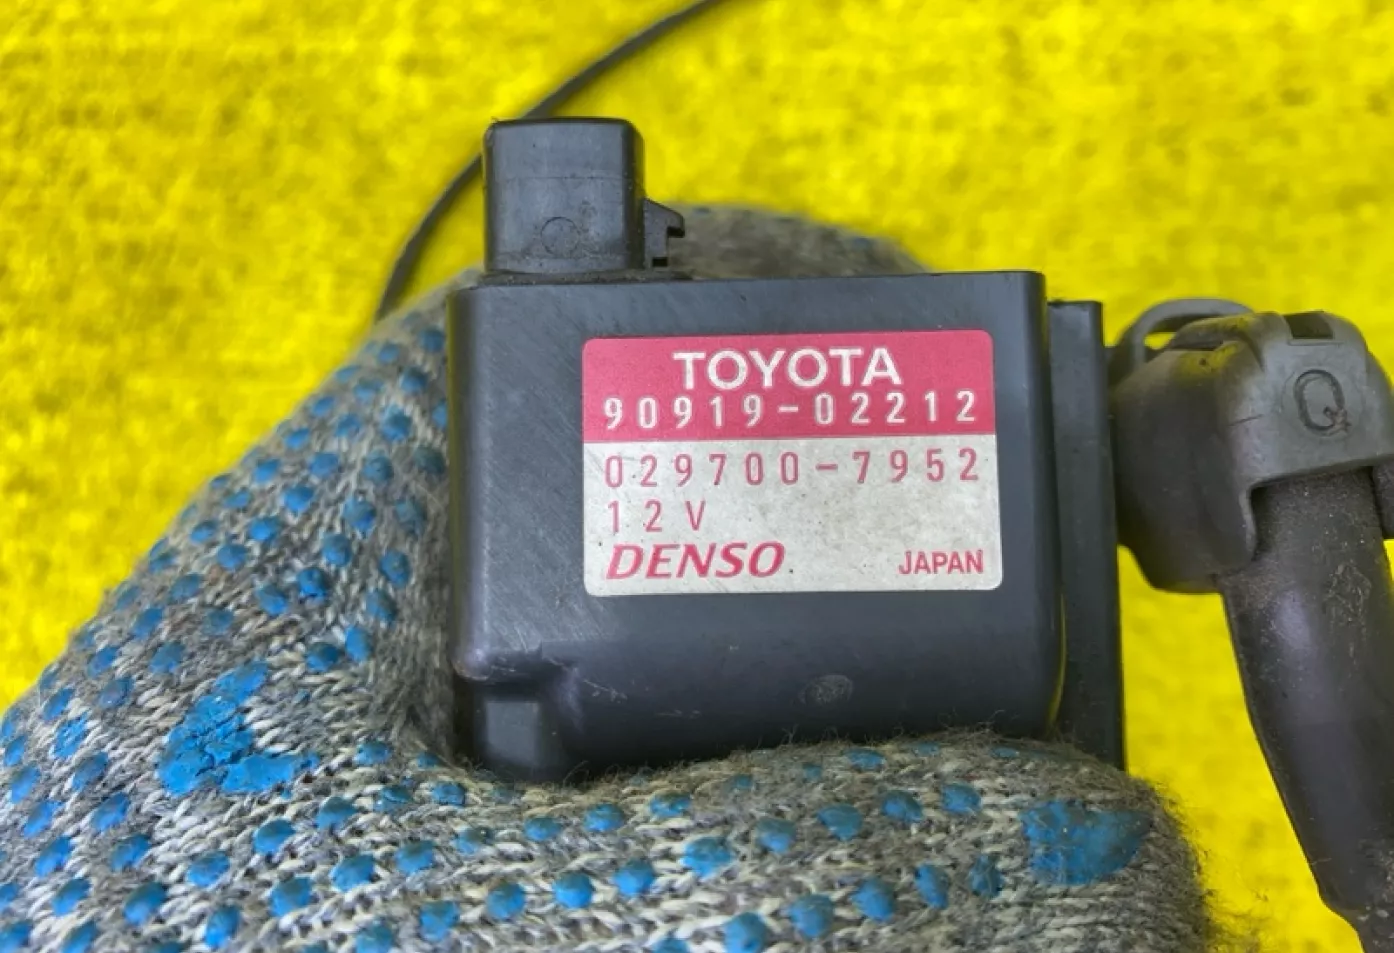 TOYOTA
90919-02212
029700-7952
12V
DENSO JAPAN
Q